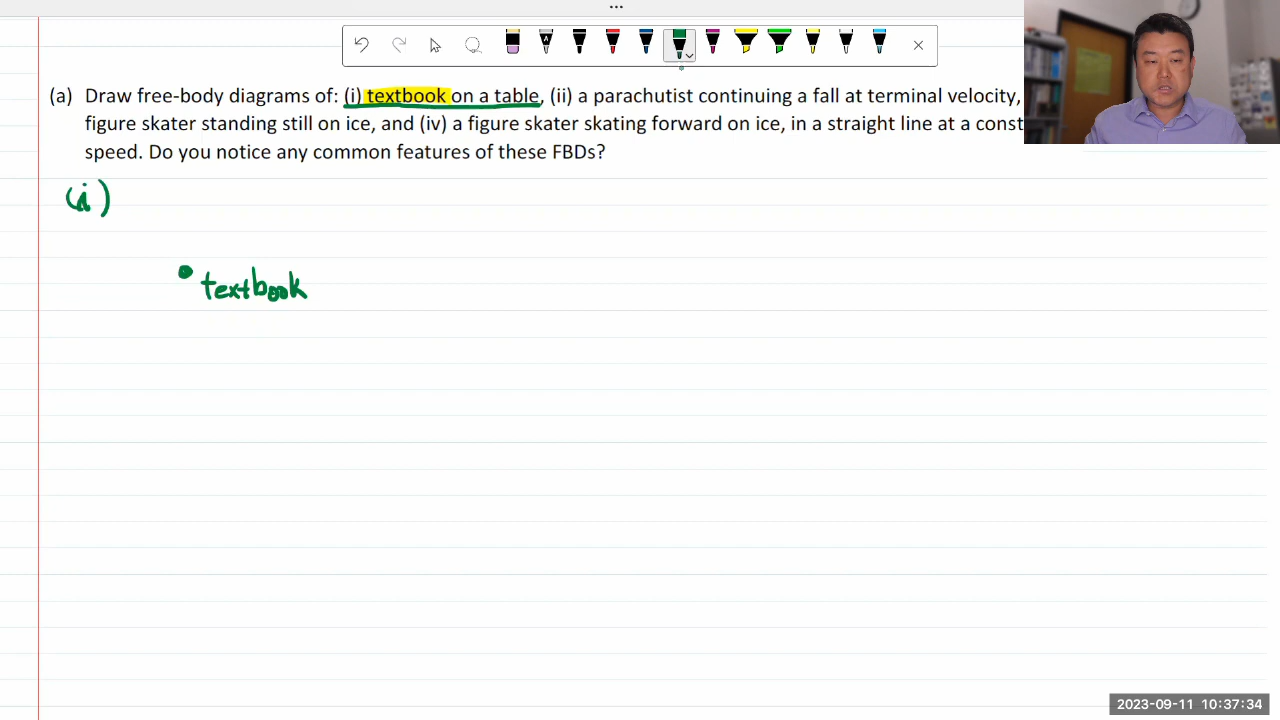 (a) Draw free-body diagrams of: (i) textbook on a table, (ii) a parachutist continuing a fall at terminal velocity,
figure skater standing still on ice, and (iv) a figure skater skating forward on ice, in a straight line at a const
speed. Do you notice any common features of these FBDs?
(i)
textbook
2023-09-11 10:37:34